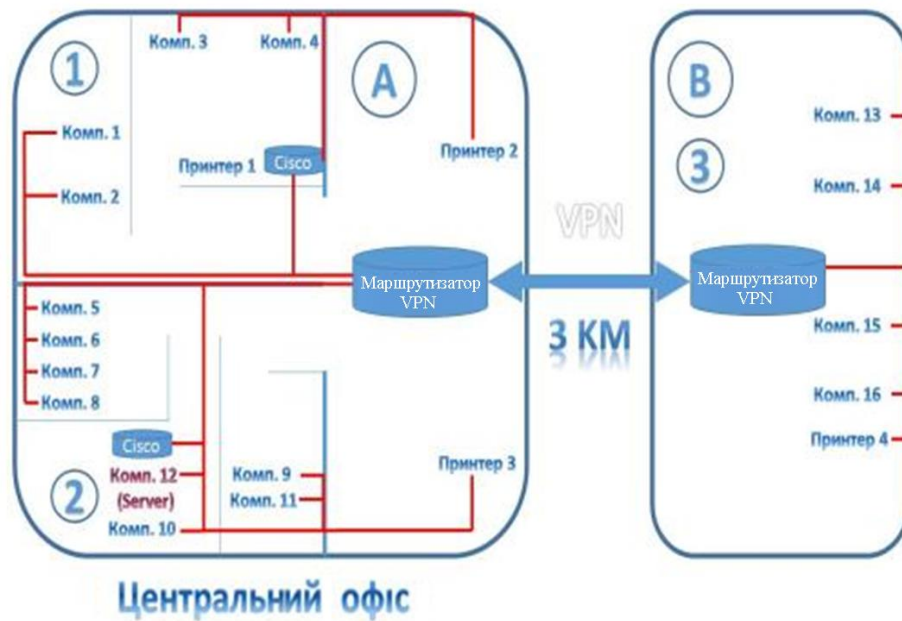 1
Комп. 3
Комп. 4
A
B
Комп. 1
Комп. 2
Принтер 1
Cisco
Принтер 2
Комп. 13
3
Комп. 14
VPN
Маршрутизатор
VPN
Маршрутизатор
VPN
3 КМ
Комп. 5
Комп. 6
Комп. 7
Комп. 8
Комп. 15
Комп. 16
Принтер 4
Cisco
Комп. 12
(Server)
2
Комп. 10
Комп. 9
Комп. 11
Принтер 3
Центральний офіс